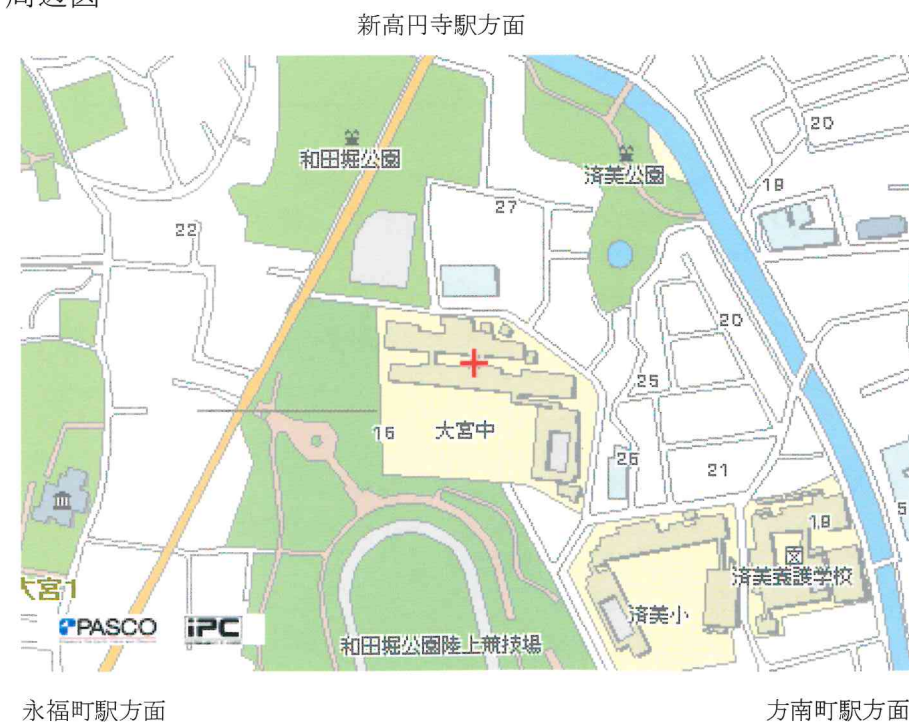 周辺図
新高円寺駅方面
20
和田堀公園
済美公園
19
27
22
20
25
16
大宮中
26
21
18
済美養護学校
5
大宮1
済美小
PASCO
iPC
和田堀公園陸上競技場
永福町駅方面
方南町駅方面